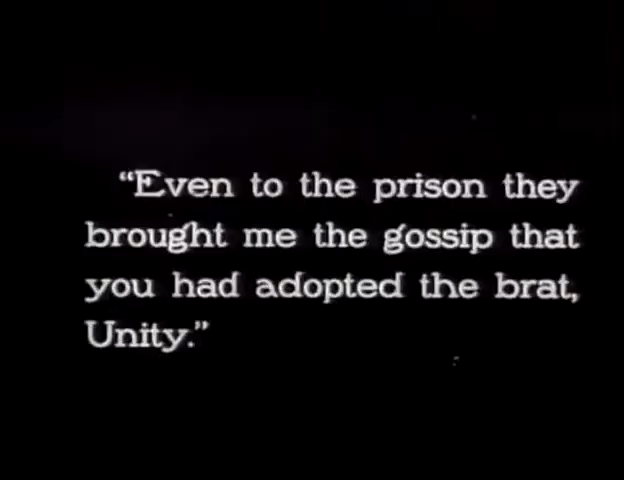 “Even to the prison they
brought me the gossip that
you had adopted the brat,
Unity.”